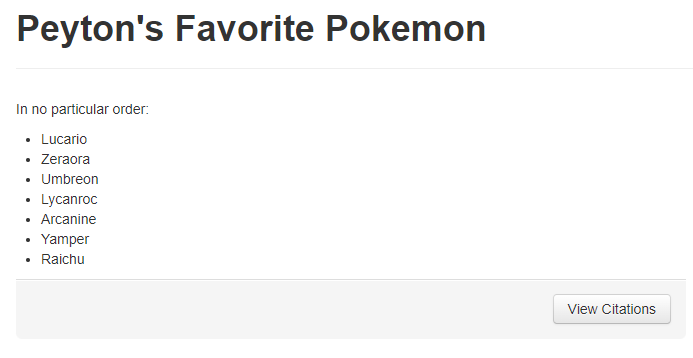 Peyton's Favorite Pokemon
In no particular order:
Lucario
Zeraora
Umbreon
Lycanroc
Arcanine
Yamper
Raichu
View Citations